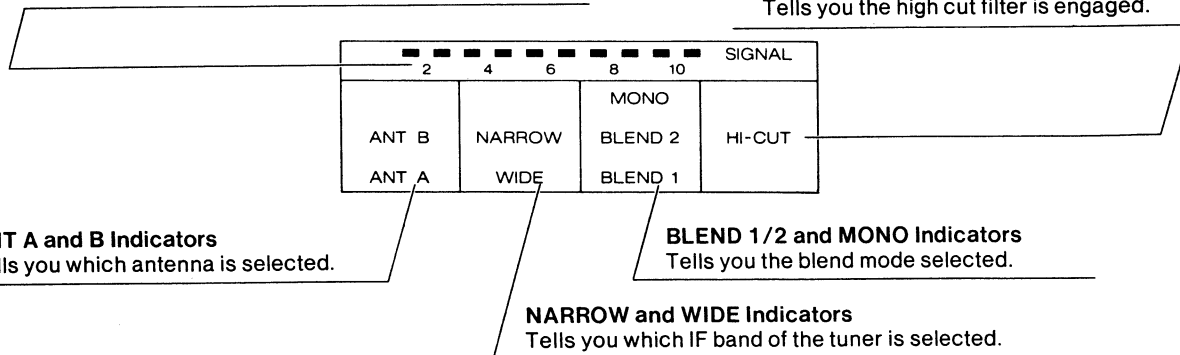 Tells you the high cut filter is engaged.
SIGNAL
2 4 6 8 10
MONO
ANT B NARROW BLEND 2 HI-CUT
ANT A WIDE BLEND 1
A and B Indicators
you which antenna is selected.
BLEND 1/2 and MONO Indicators
Tells you the blend mode selected.
NARROW and WIDE Indicators
Tells you which IF band of the tuner is selected.